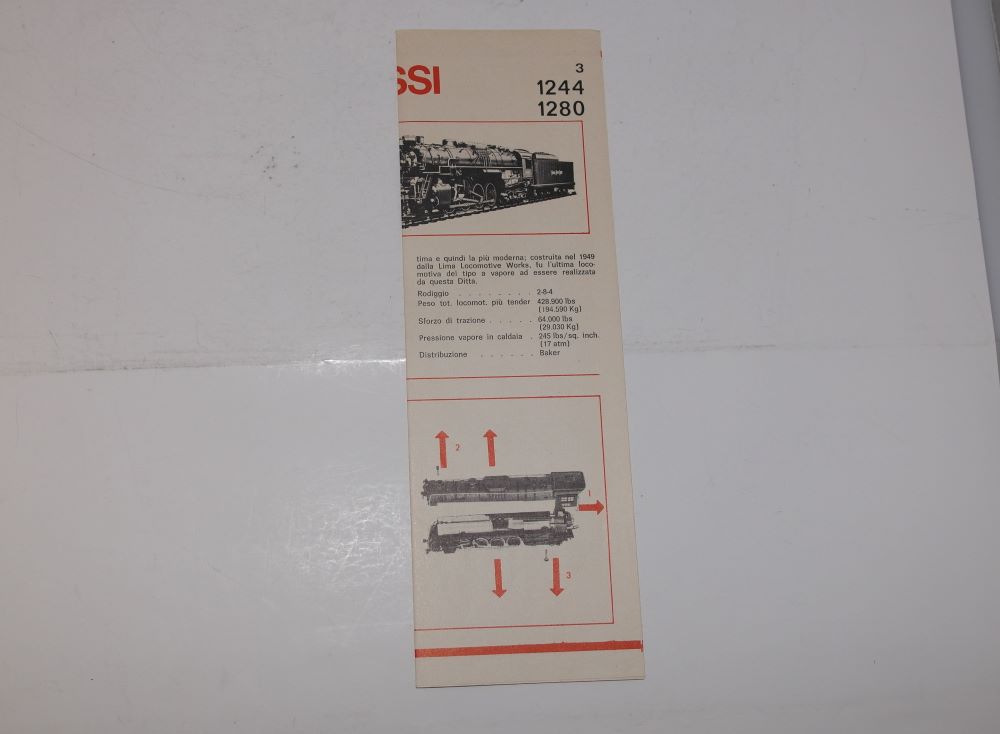 SSI
3
1244
1280
tima e quindi la più moderna; costruita nel 1949
dalla Lima Locomotive Works, fu l'ultima loco-
motiva del tipo a vapore ad essere realizzata
da questa Ditta.
Rodiggio . . . . . . . . 2-8-4
Peso tot. locomot. più tender 428.900 lbs
(194.590 Kg)
Sforzo di trazione . . . . . 64.000 lbs
(29.030 Kg)
Pressione vapore in caldaia . 245 lbs/sq. inch.
(17 atm)
Distribuzione . . . . . . Baker
2
1
3